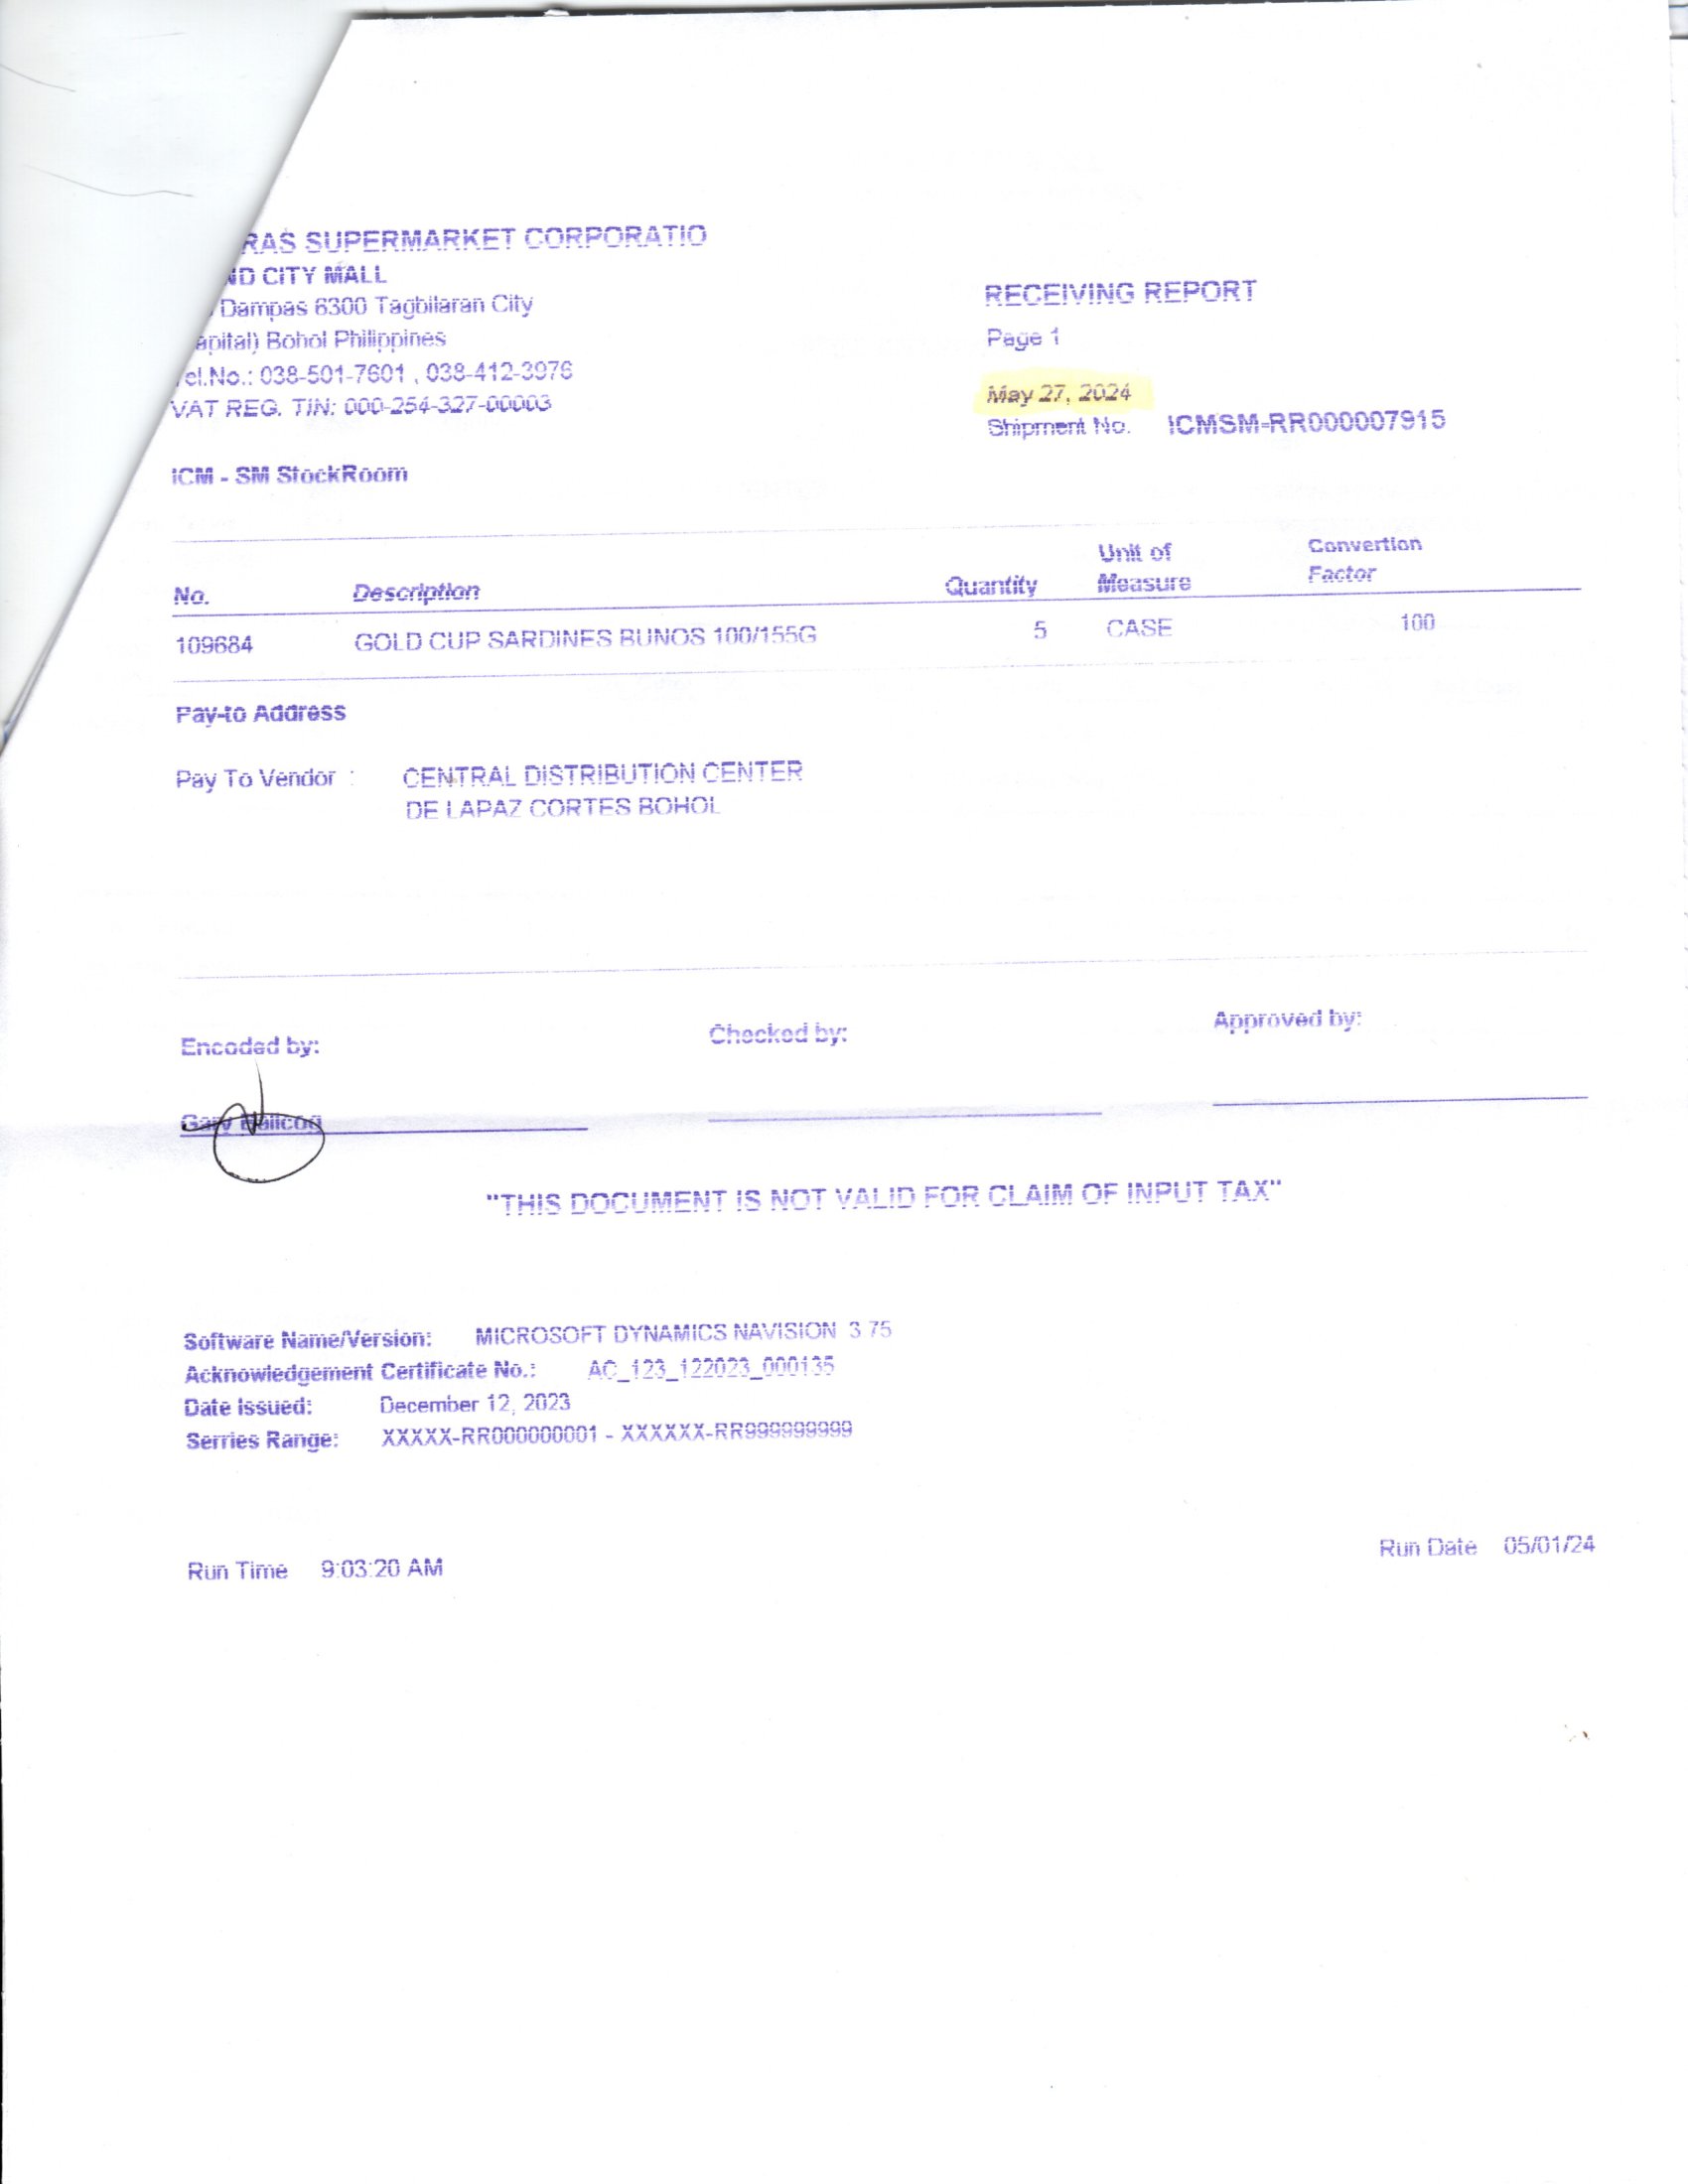 RAS SUPERMARKET CORPORATIO
ND CITY MALL
Dampas 6300 Tagbilaran City
apital) Bohol Philippines
el.No.: 038-501-7601 , 038-412-3976
VAT REG. TIN: 000-254-327-00003
RECEIVING REPORT
Page 1
May 27, 2024
Shipment No. ICMSM-RR000007915
ICM - SM StockRoom
No. Description Quantity Unit of Measure Convertion Factor
109684 GOLD CUP SARDINES BUNOS 100/155G 5 CASE 100
Pay-to Address
Pay To Vendor : CENTRAL DISTRIBUTION CENTER
DE LAPAZ CORTES BOHOL
Encoded by: Checked by: Approved by:
Gary
"THIS DOCUMENT IS NOT VALID FOR CLAIM OF INPUT TAX"
Software Name/Version: MICROSOFT DYNAMICS NAVISION 3.75
Acknowledgement Certificate No.: AC_123_122023_000135
Date Issued: December 12, 2023
Serries Range: XXXXX-RR000000001 - XXXXXX-RR999999999
Run Time 9:03:20 AM Run Date 05/01/24